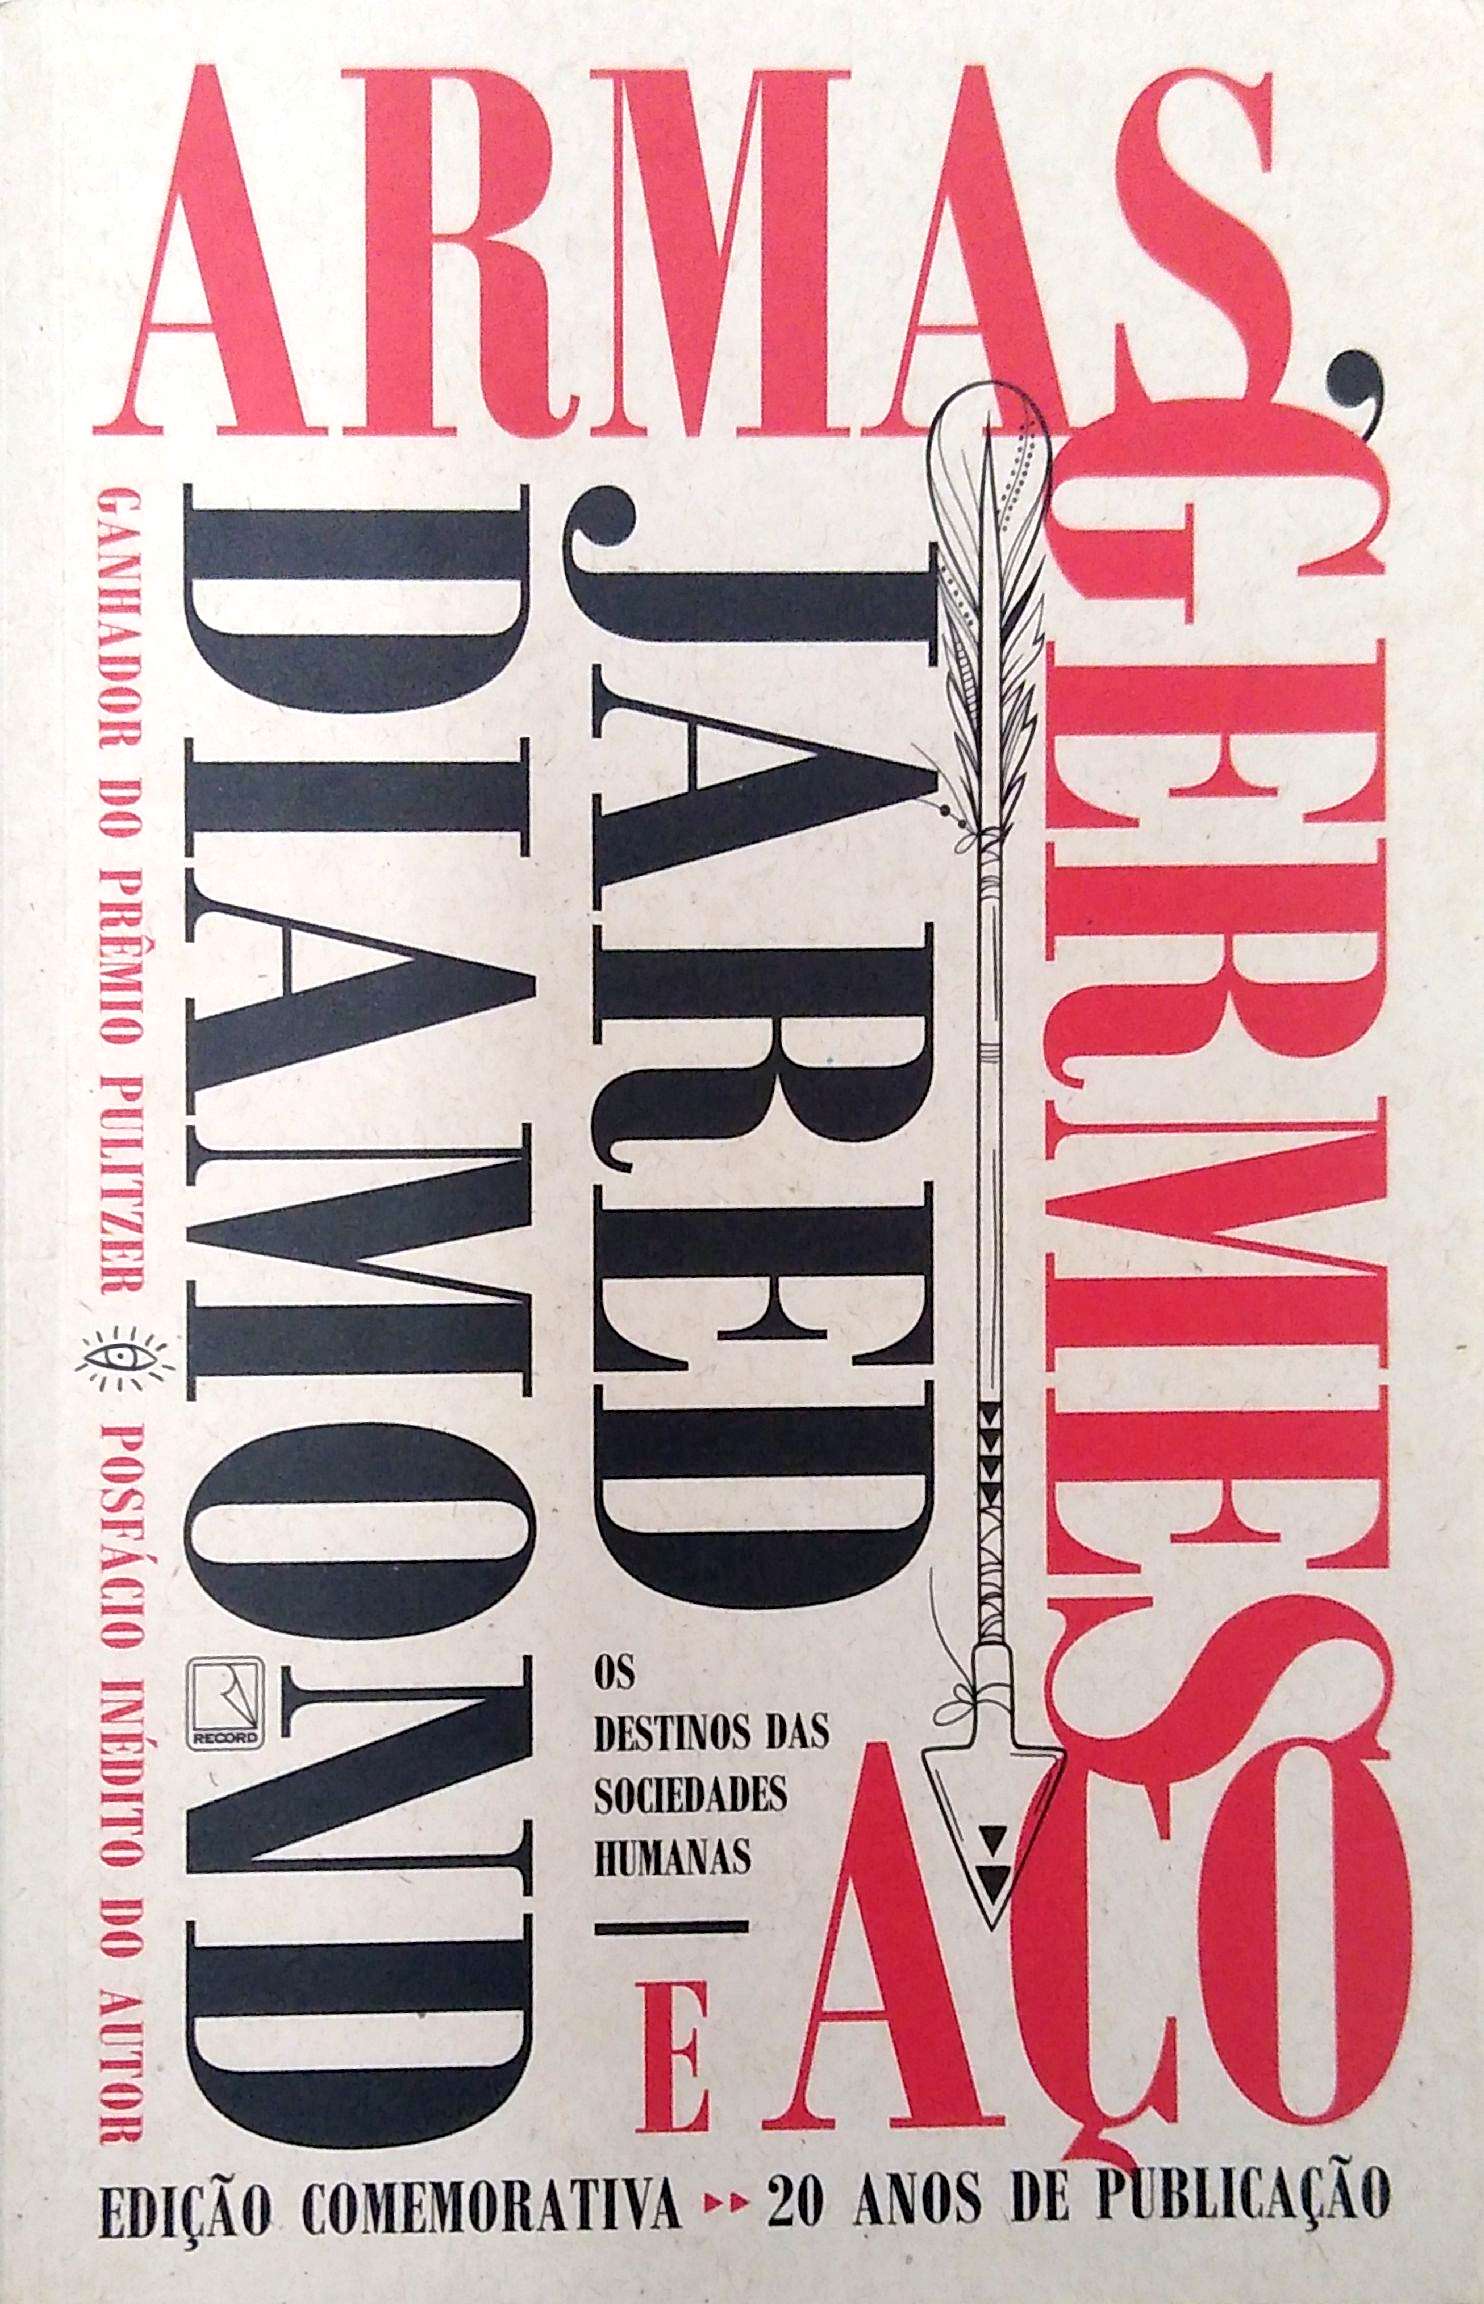 ARMAS,
GERMES
E AÇO
JARED
DIAMOND
OS
DESTINOS DAS
SOCIEDADES
HUMANAS
GANHADOR DO PRÊMIO PULITZER POSFÁCIO INÉDITO DO AUTOR
RECORD
EDIÇÃO COMEMORATIVA 20 ANOS DE PUBLICAÇÃO